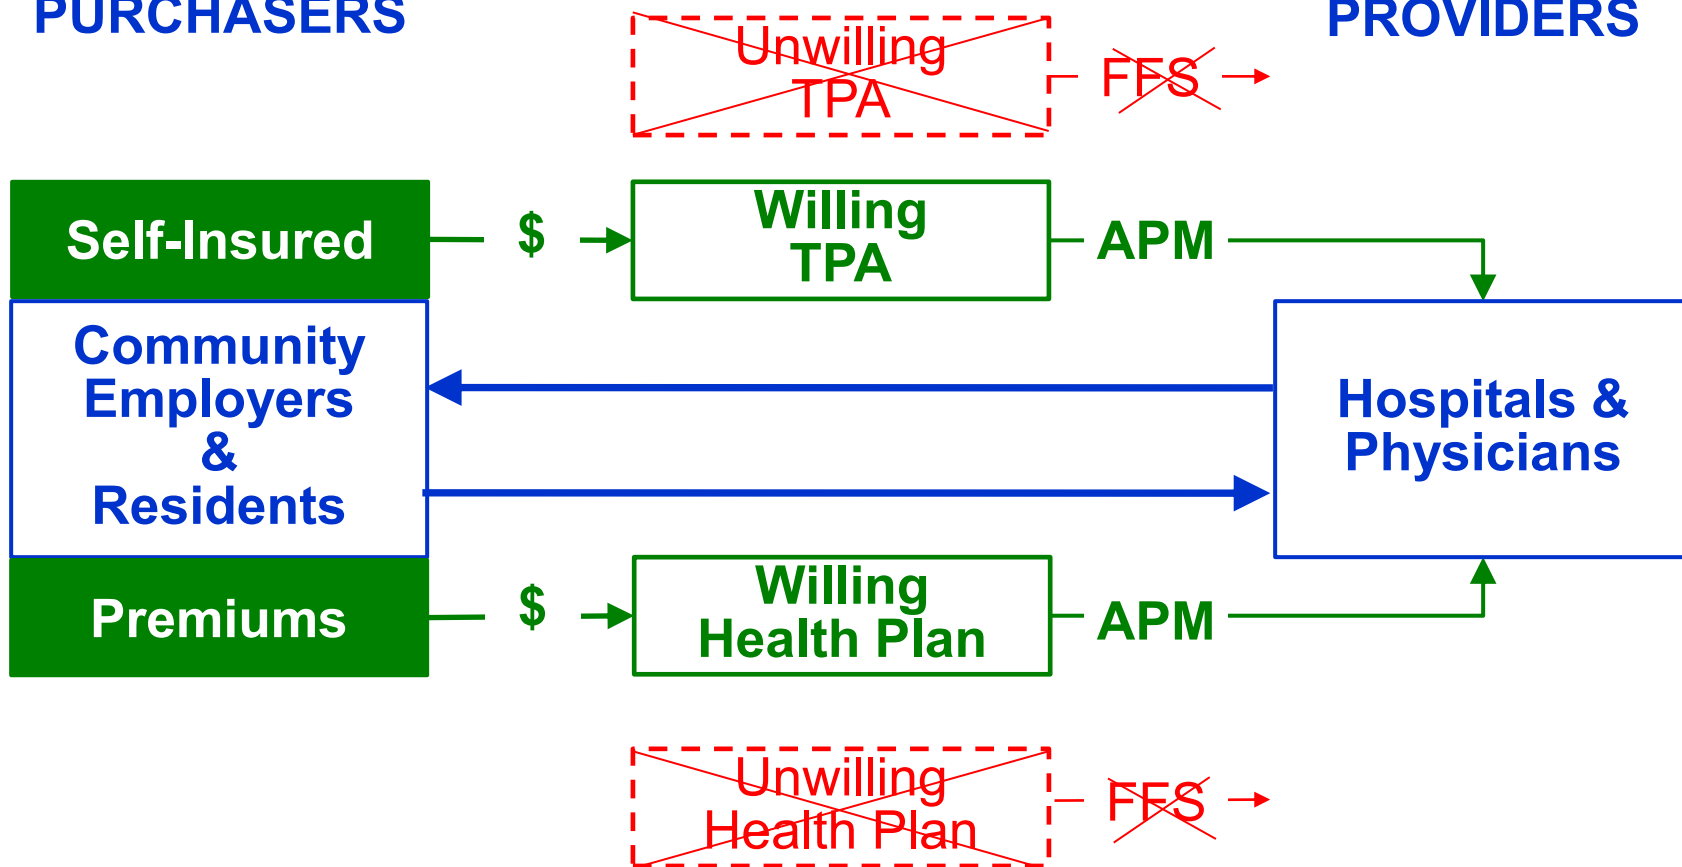 PURCHASERS
PROVIDERS
Unwilling
TPA
FFS
Self-Insured
$
Willing
TPA
APM
Community
Employers
&
Residents
Hospitals &
Physicians
Premiums
$
Willing
Health Plan
APM
Unwilling
Health Plan
FFS